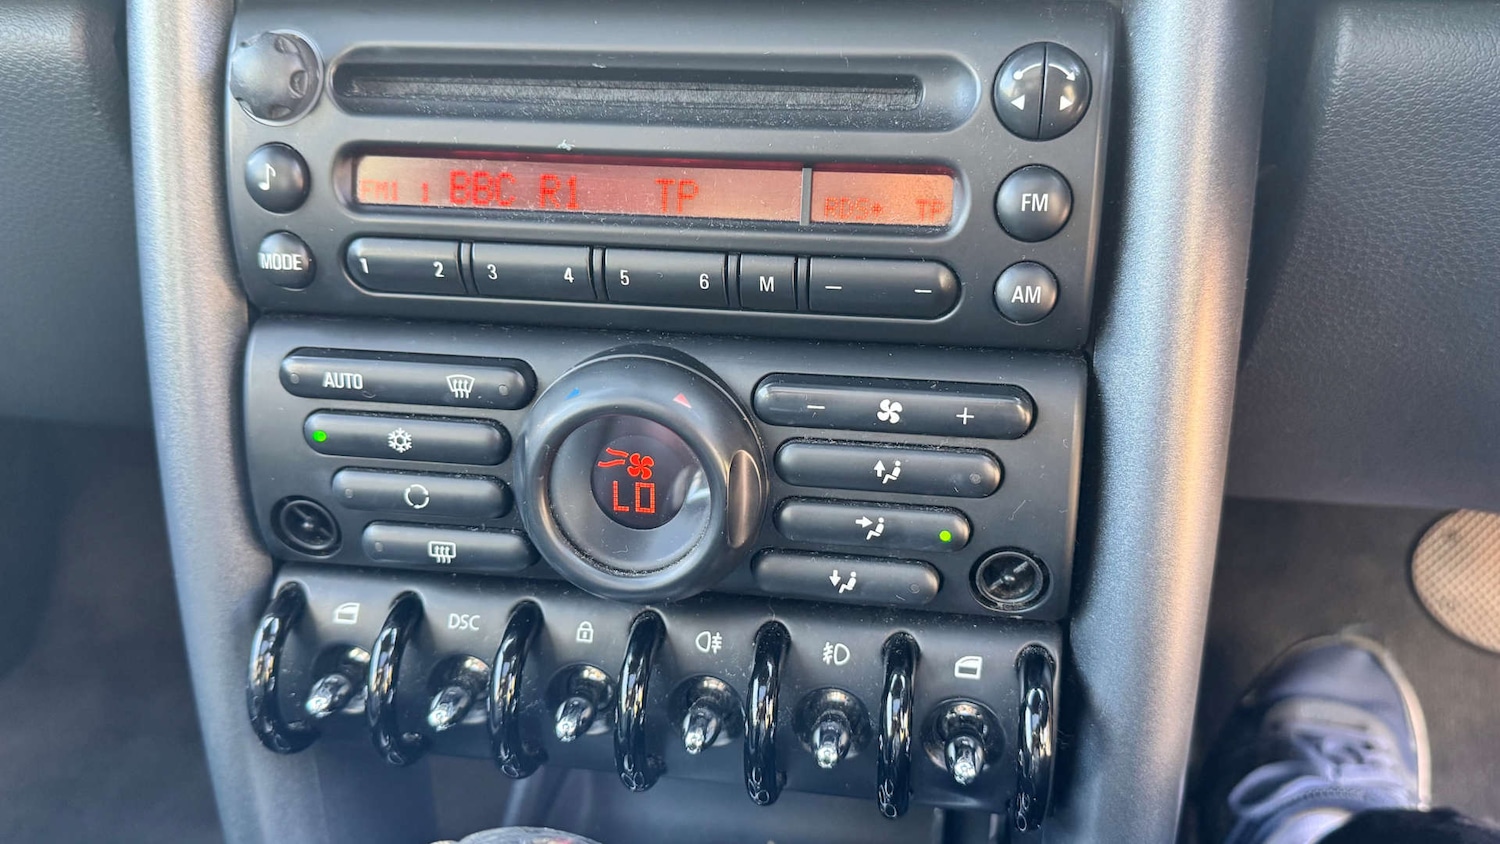 FM1 1 BBC R1 TP RDS* TP
FM
MODE
1 2 3 4 5 6 M — —
AM
AUTO
— +
LO
DSC